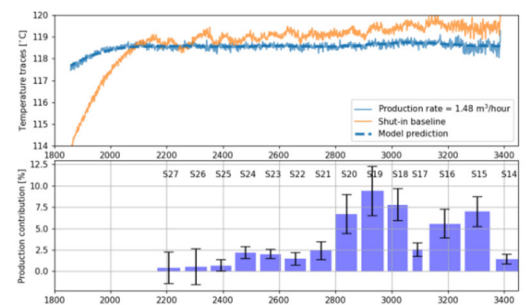 Temperature traces [°C]
120
119
118
117
116
115
114
Production rate = 1.48 m³/hour
Shut-in baseline
Model prediction
1800 2000 2200 2400 2600 2800 3000 3200 3400
Production contribution [%]
12.5
10.0
7.5
5.0
2.5
0.0
S27 S26 S25 S24 S23 S22 S21 S20 S19 S18 S17 S16 S15 S14
1800 2000 2200 2400 2600 2800 3000 3200 3400